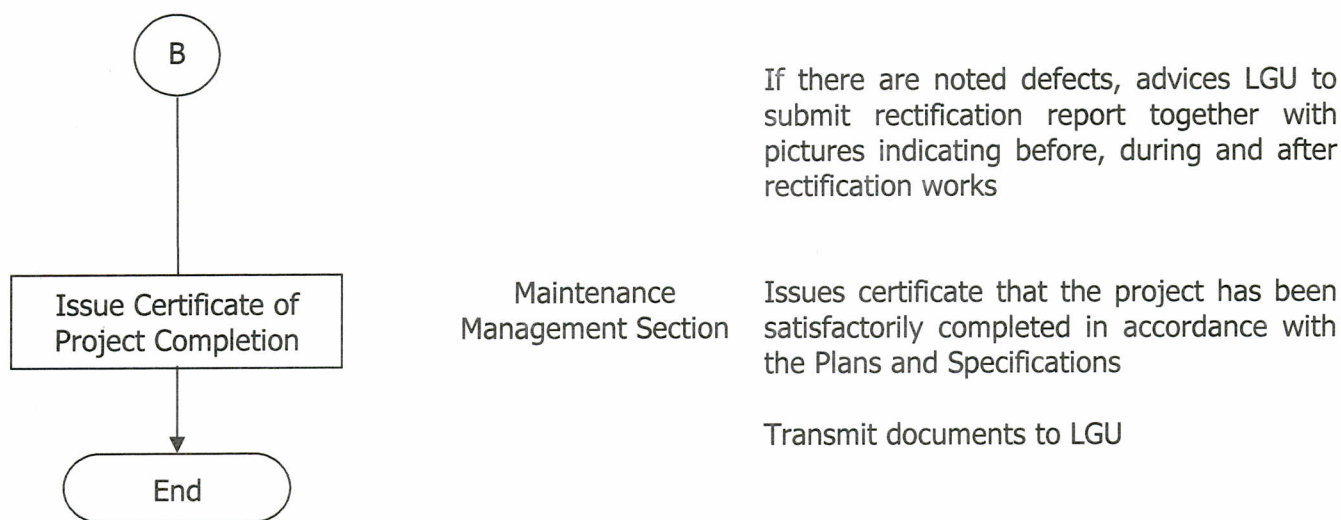 B
If there are noted defects, advices LGU to
submit rectification report together with
pictures indicating before, during and after
rectification works
Issue Certificate of
Project Completion
Maintenance
Management Section
Issues certificate that the project has been
satisfactorily completed in accordance with
the Plans and Specifications
Transmit documents to LGU
End